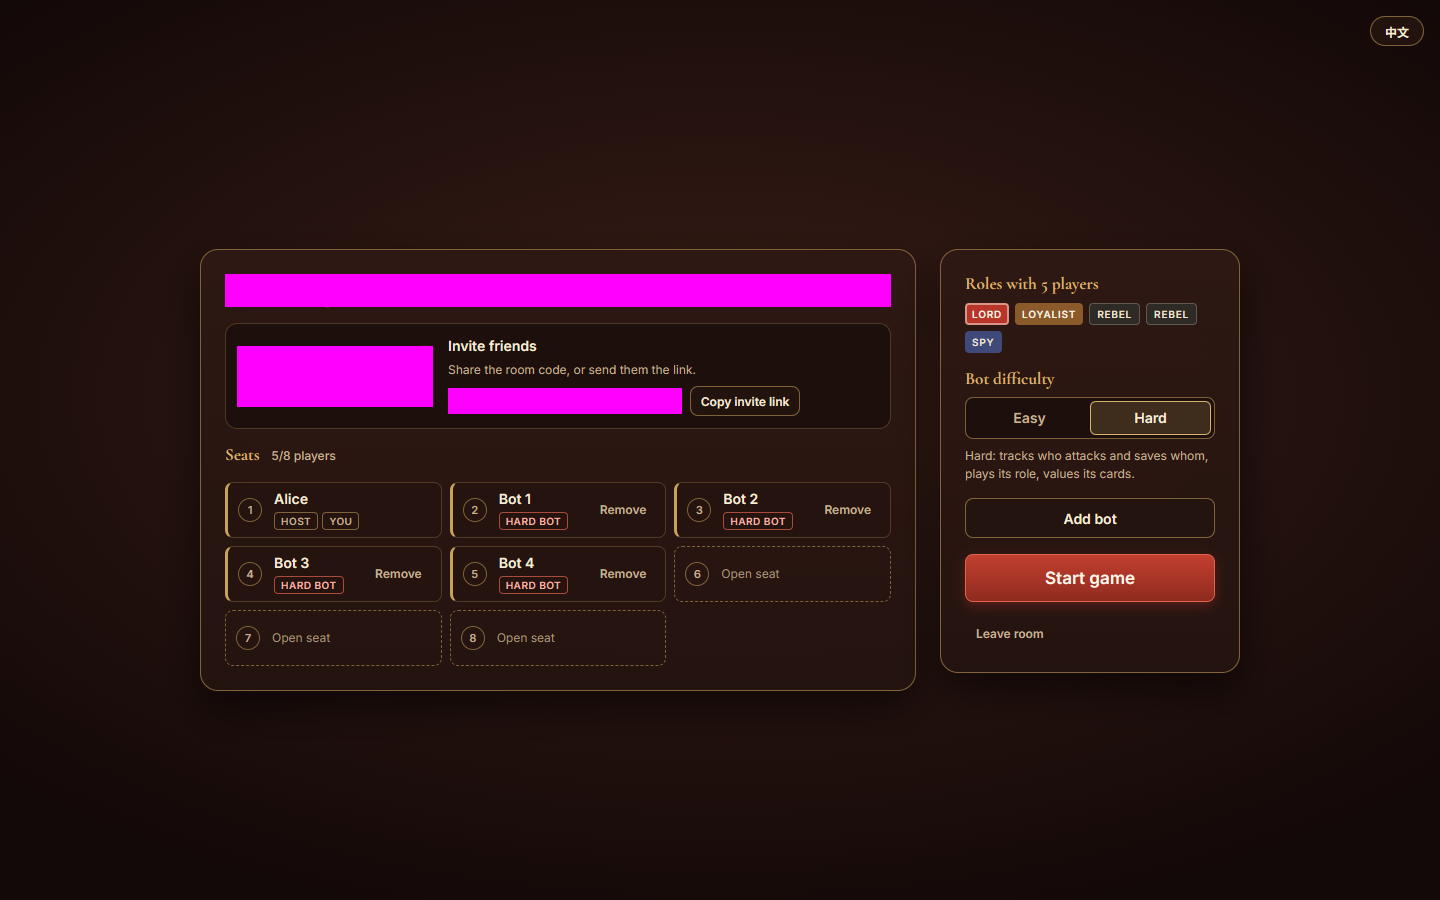 中文
Invite friends
Share the room code, or send them the link.
Copy invite link
Seats 5/8 players
1 Alice HOST YOU
2 Bot 1 HARD BOT Remove
3 Bot 2 HARD BOT Remove
4 Bot 3 HARD BOT Remove
5 Bot 4 HARD BOT Remove
6 Open seat
7 Open seat
8 Open seat
Roles with 5 players
LORD LOYALIST REBEL REBEL
SPY
Bot difficulty
Easy Hard
Hard: tracks who attacks and saves whom,
plays its role, values its cards.
Add bot
Start game
Leave room